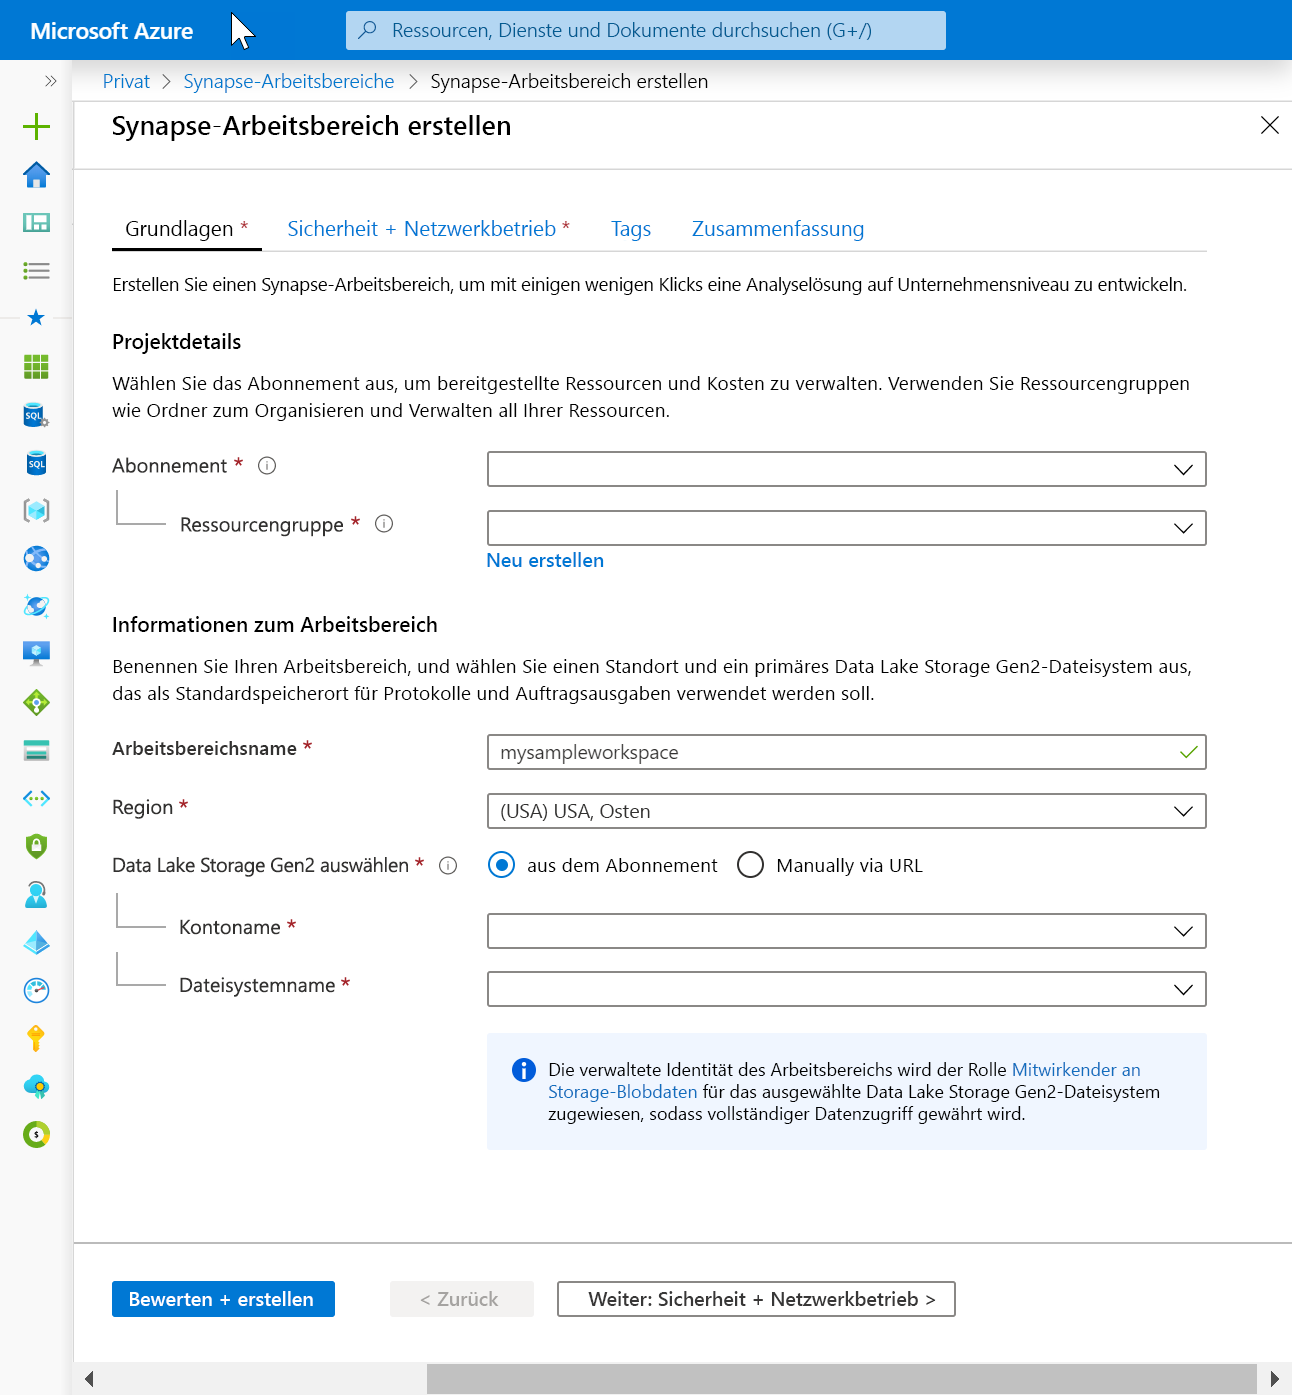 Microsoft Azure
Ressourcen, Dienste und Dokumente durchsuchen (G+/)
Privat > Synapse-Arbeitsbereiche > Synapse-Arbeitsbereich erstellen
Synapse-Arbeitsbereich erstellen
Grundlagen * Sicherheit + Netzwerkbetrieb * Tags Zusammenfassung
Erstellen Sie einen Synapse-Arbeitsbereich, um mit einigen wenigen Klicks eine Analyselösung auf Unternehmensniveau zu entwickeln.
Projektdetails
Wählen Sie das Abonnement aus, um bereitgestellte Ressourcen und Kosten zu verwalten. Verwenden Sie Ressourcengruppen
wie Ordner zum Organisieren und Verwalten all Ihrer Ressourcen.
Abonnement *
Ressourcengruppe *
Neu erstellen
Informationen zum Arbeitsbereich
Benennen Sie Ihren Arbeitsbereich, und wählen Sie einen Standort und ein primäres Data Lake Storage Gen2-Dateisystem aus,
das als Standardspeicherort für Protokolle und Auftragsausgaben verwendet werden soll.
Arbeitsbereichsname * mysampleworkspace
Region * (USA) USA, Osten
Data Lake Storage Gen2 auswählen * aus dem Abonnement Manually via URL
Kontoname *
Dateisystemname *
Die verwaltete Identität des Arbeitsbereichs wird der Rolle Mitwirkender an
Storage-Blobdaten für das ausgewählte Data Lake Storage Gen2-Dateisystem
zugewiesen, sodass vollständiger Datenzugriff gewährt wird.
Bewerten + erstellen < Zurück Weiter: Sicherheit + Netzwerkbetrieb >